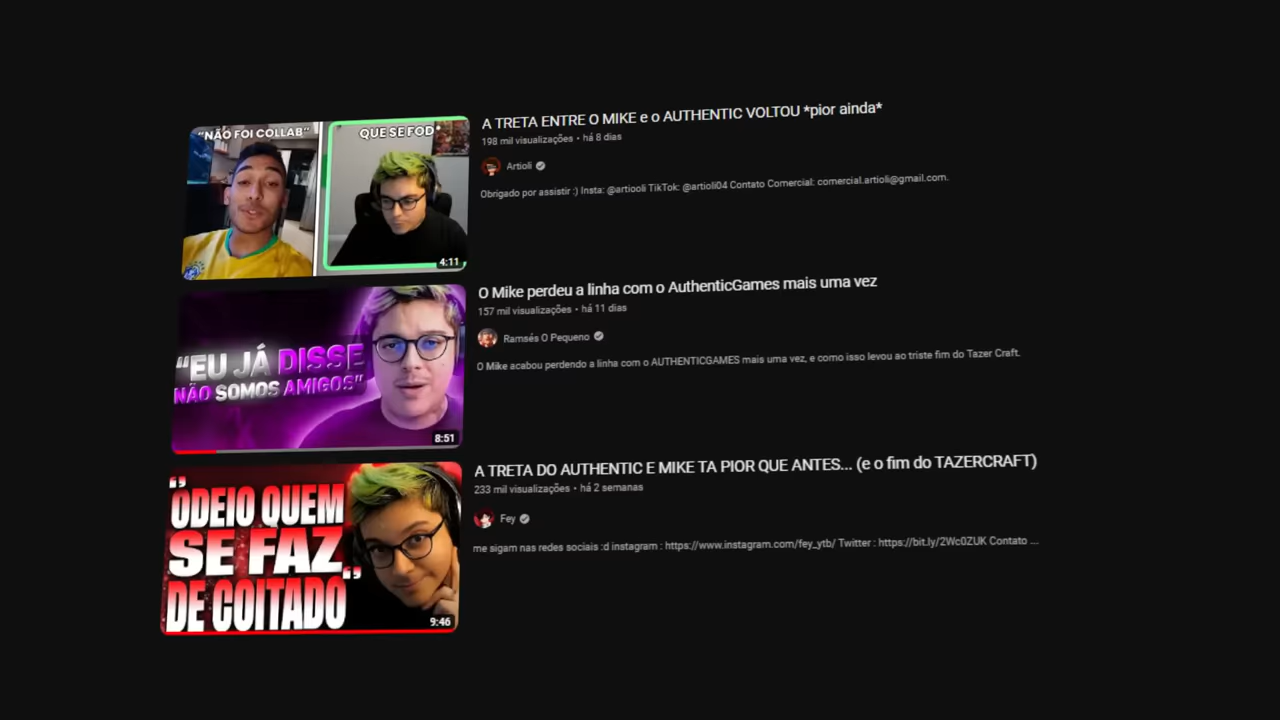 "NÃO FOI COLLAB"
QUE SE FOD*
4:11
A TRETA ENTRE O MIKE e o AUTHENTIC VOLTOU *pior ainda*
198 mil visualizações • há 8 dias
Artioli
Obrigado por assistir :) Insta: @artiooli TikTok: @artioli04 Contato Comercial: comercial.artioli@gmail.com.
"EU JÁ DISSE
NÃO SOMOS AMIGOS"
8:51
O Mike perdeu a linha com o AuthenticGames mais uma vez
157 mil visualizações • há 11 dias
Ramsés O Pequeno
O Mike acabou perdendo a linha com o AUTHENTICGAMES mais uma vez, e como isso levou ao triste fim do Tazer Craft.
"
ODEIO QUEM
SE FAZ
DE COITADO"
9:46
A TRETA DO AUTHENTIC E MIKE TA PIOR QUE ANTES... (e o fim do TAZERCRAFT)
233 mil visualizações • há 2 semanas
Fey
me sigam nas redes sociais :d instagram : https://www.instagram.com/fey_ytb/ Twitter : https://bit.ly/2Wc0ZUK Contato ...